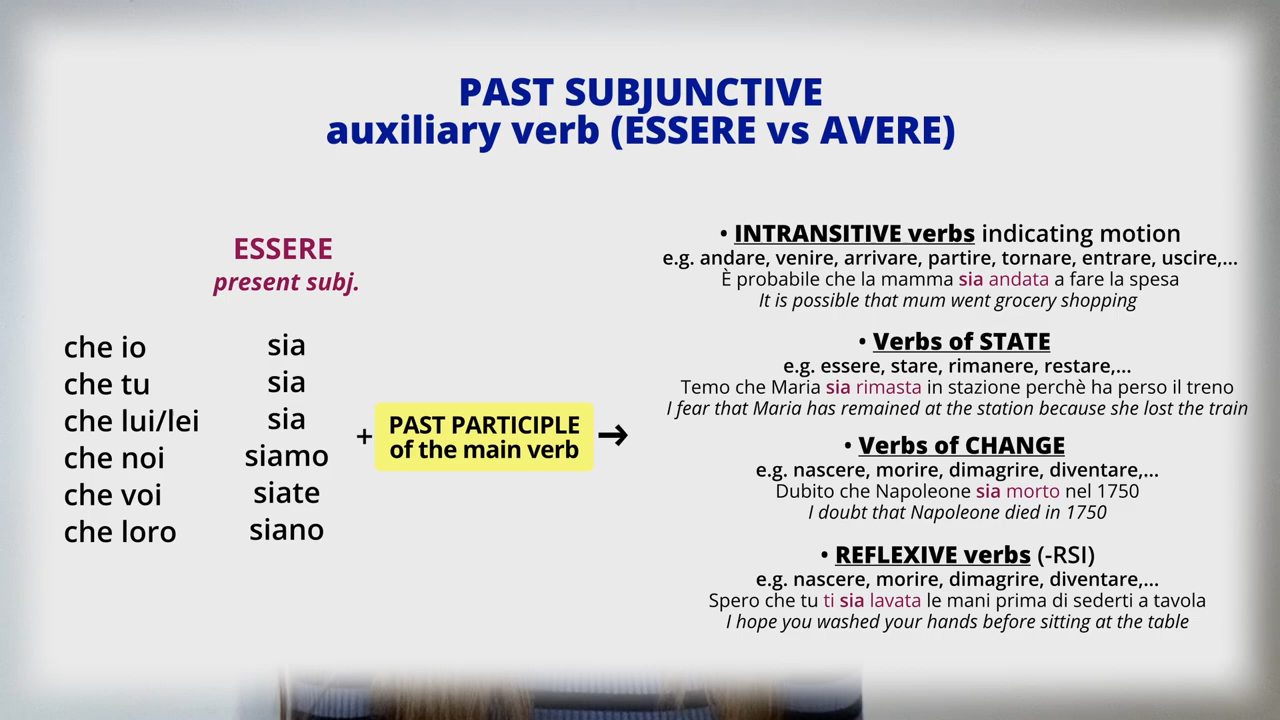 PAST SUBJUNCTIVE
auxiliary verb (ESSERE vs AVERE)
ESSERE
present subj.
che io sia
che tu sia
che lui/lei sia
che noi siamo
che voi siate
che loro siano
+ PAST PARTICIPLE
of the main verb →
• INTRANSITIVE verbs indicating motion
e.g. andare, venire, arrivare, partire, tornare, entrare, uscire,...
È probabile che la mamma sia andata a fare la spesa
It is possible that mum went grocery shopping
• Verbs of STATE
e.g. essere, stare, rimanere, restare,...
Temo che Maria sia rimasta in stazione perchè ha perso il treno
I fear that Maria has remained at the station because she lost the train
• Verbs of CHANGE
e.g. nascere, morire, dimagrire, diventare,...
Dubito che Napoleone sia morto nel 1750
I doubt that Napoleone died in 1750
• REFLEXIVE verbs (-RSI)
e.g. nascere, morire, dimagrire, diventare,...
Spero che tu ti sia lavata le mani prima di sederti a tavola
I hope you washed your hands before sitting at the table